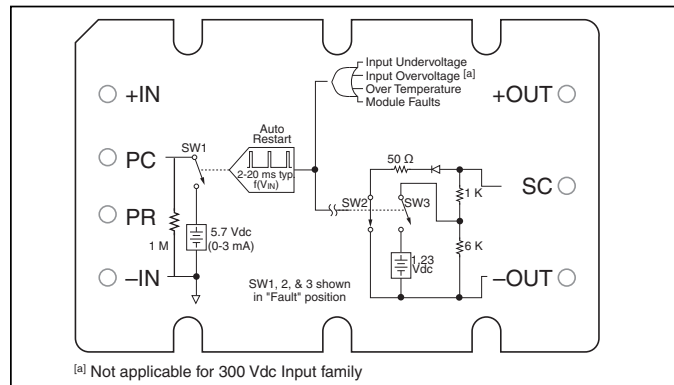 Input Undervoltage
Input Overvoltage [a]
Over Temperature
Module Faults
+IN
+OUT
Auto
Restart
SW1
PC
50 Ω
2-20 ms typ.
f(VIN)
SC
1 K
SW2
SW3
PR
5.7 Vdc
(0-3 mA)
1 M
6 K
1.23
Vdc
–IN
–OUT
SW1, 2, & 3 shown
in "Fault" position
[a] Not applicable for 300 Vdc Input family